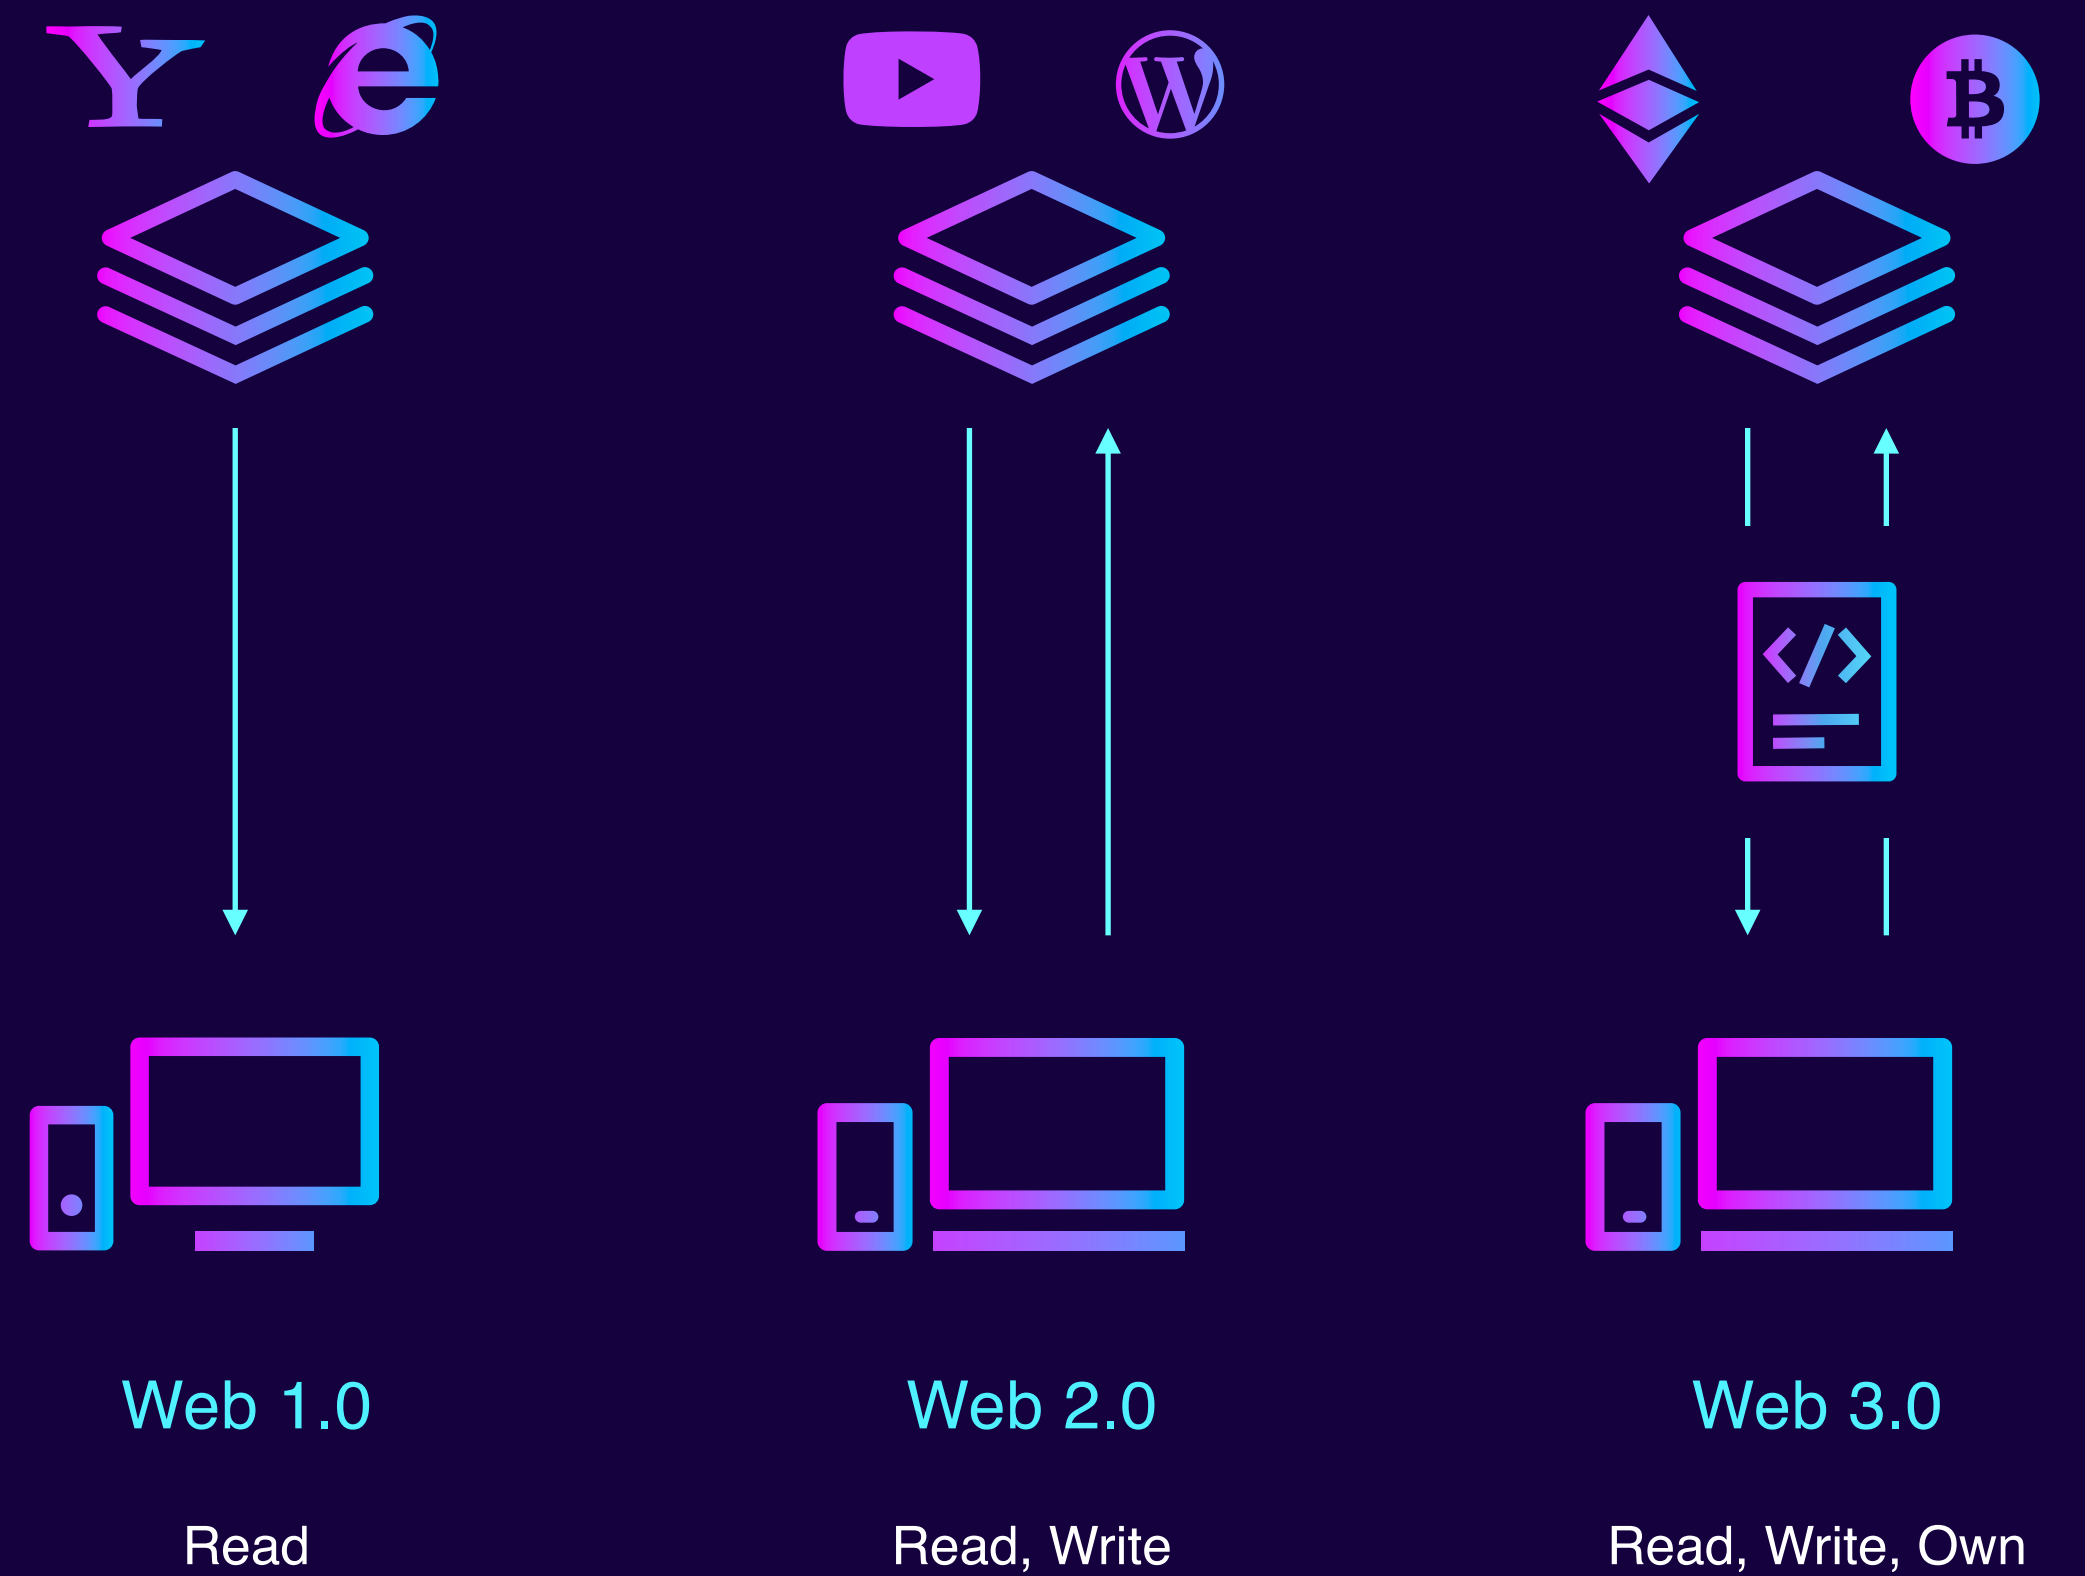 Web 1.0
Web 2.0
Web 3.0
Read
Read, Write
Read, Write, Own